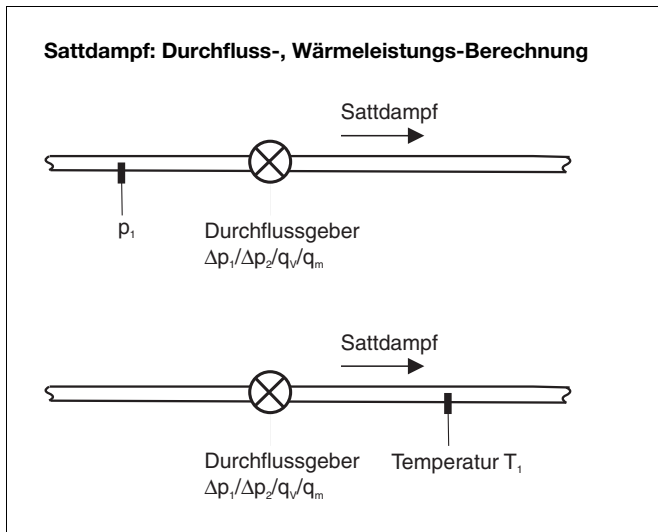 Sattdampf: Durchfluss-, Wärmeleistungs-Berechnung
Sattdampf
p₁
Durchflussgeber
Δp₁/Δp₂/qᵥ/qₘ
Sattdampf
Durchflussgeber
Δp₁/Δp₂/qᵥ/qₘ
Temperatur T₁